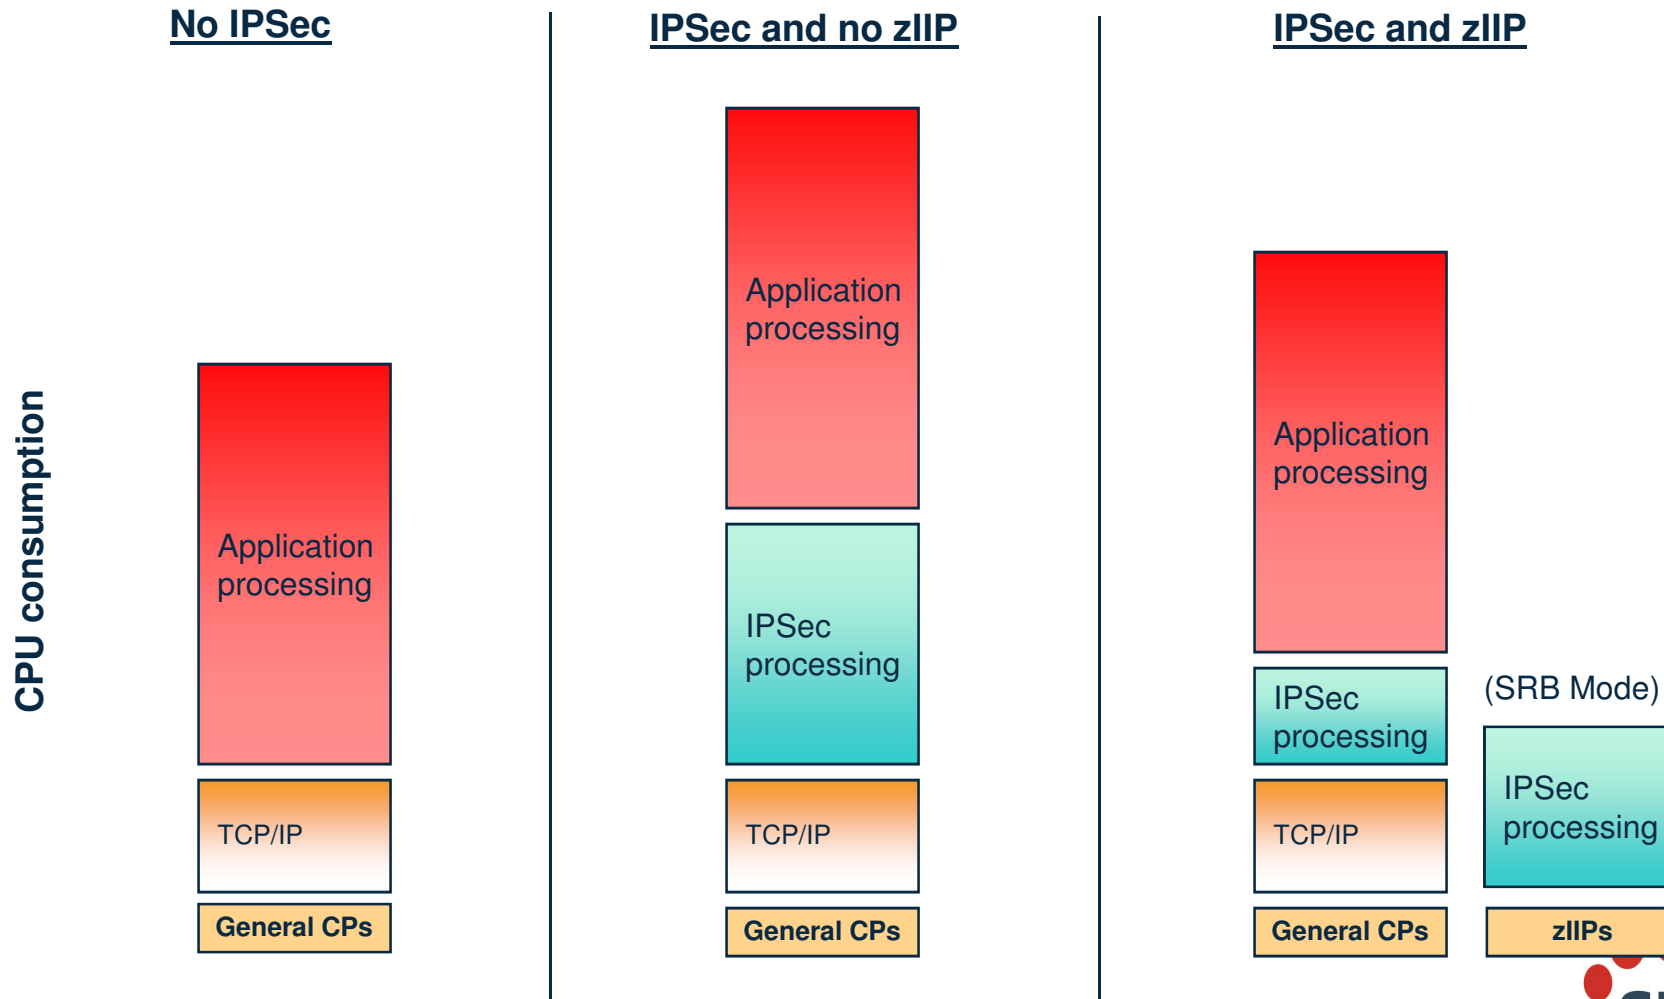 No IPSec
IPSec and no zIIP
IPSec and zIIP
CPU consumption
Application
processing
TCP/IP
General CPs
Application
processing
IPSec
processing
TCP/IP
General CPs
Application
processing
IPSec
processing
TCP/IP
General CPs
(SRB Mode)
IPSec
processing
zIIPs